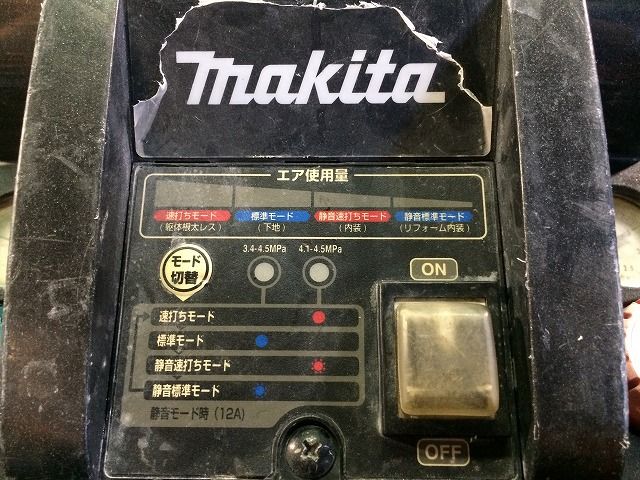 makita
エア使用量
速打ちモード 標準モード 静音速打ちモード 静音標準モード
(躯体根太レス) (下地) (内装) (リフォーム内装)
3.4-4.5MPa 4.1-4.5MPa
モード
切替
ON
速打ちモード
標準モード
静音速打ちモード
静音標準モード
静音モード時(12A)
OFF